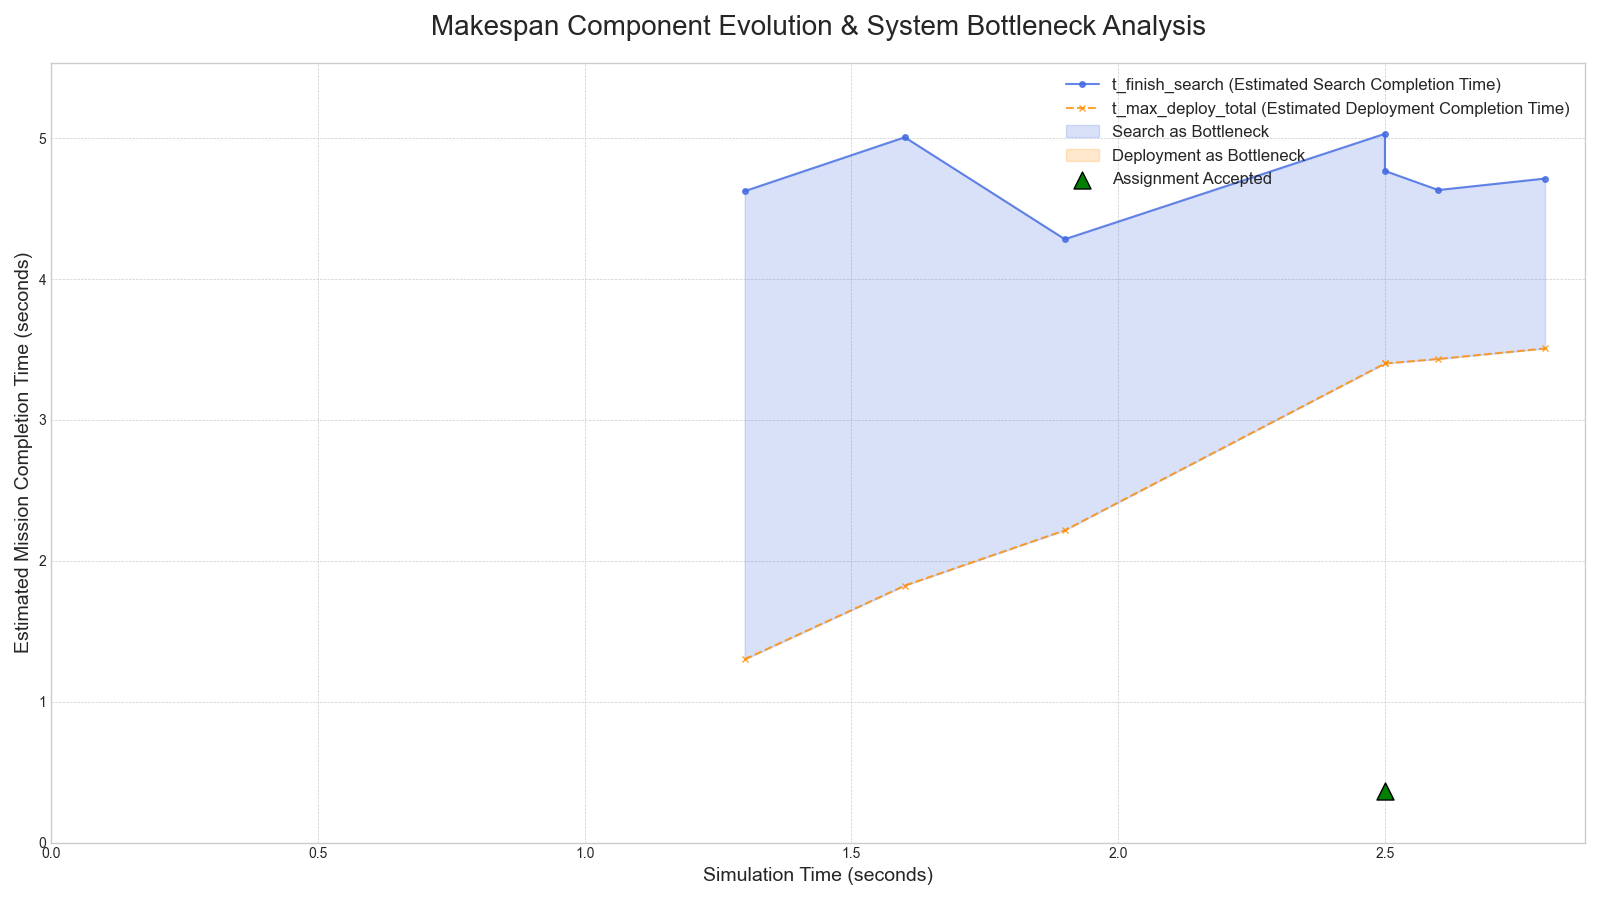 Makespan Component Evolution & System Bottleneck Analysis
t_finish_search (Estimated Search Completion Time)
t_max_deploy_total (Estimated Deployment Completion Time)
Search as Bottleneck
Deployment as Bottleneck
Assignment Accepted
Estimated Mission Completion Time (seconds)
5
4
3
2
1
0
0.0
0.5
1.0
1.5
2.0
2.5
Simulation Time (seconds)